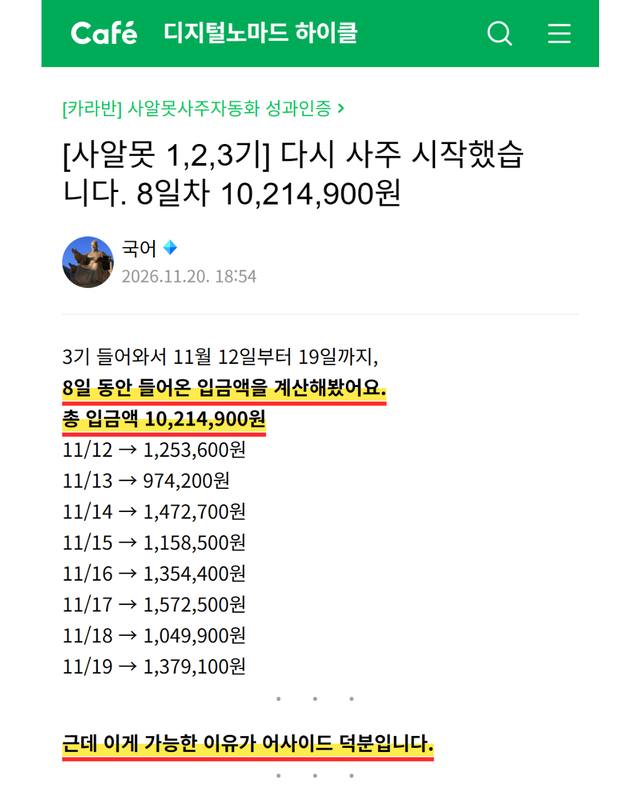 Café 디지털노마드 하이클
[카라반] 사알못사주자동화 성과인증 >
[사알못 1,2,3기] 다시 사주 시작했습
니다. 8일차 10,214,900원
국어
2026.11.20. 18:54
3기 들어와서 11월 12일부터 19일까지,
8일 동안 들어온 입금액을 계산해봤어요.
총 입금액 10,214,900원
11/12 → 1,253,600원
11/13 → 974,200원
11/14 → 1,472,700원
11/15 → 1,158,500원
11/16 → 1,354,400원
11/17 → 1,572,500원
11/18 → 1,049,900원
11/19 → 1,379,100원
• • •
근데 이게 가능한 이유가 어사이드 덕분입니다.
• • •